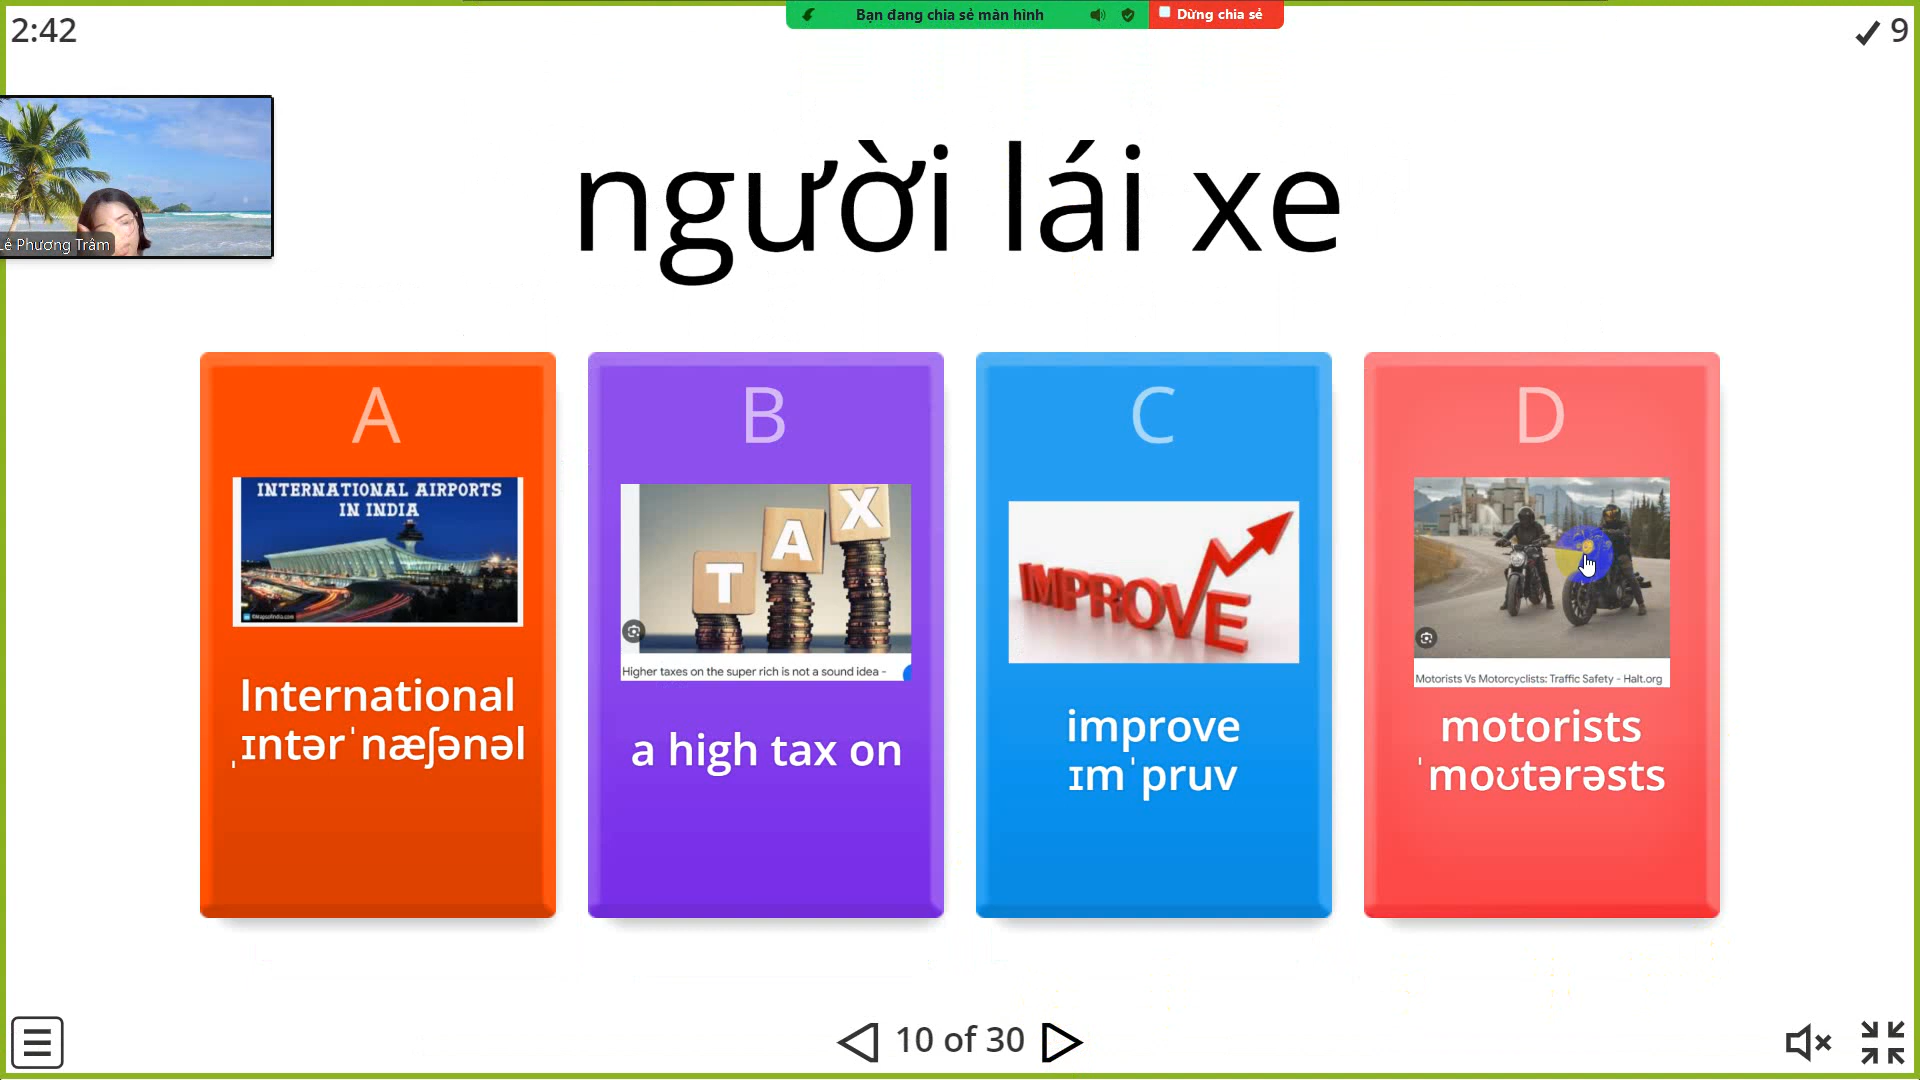 2:42
Bạn đang chia sẻ màn hình
Dừng chia sẻ
9
Lê Phương Trâm
người lái xe
A
INTERNATIONAL AIRPORTS
IN INDIA
International
ˌɪntərˈnæʃənəl
B
T A X
Higher taxes on the super rich is not a sound idea -
a high tax on
C
IMPROVE
improve
ɪmˈpruv
D
Motorists Vs Motorcyclists: Traffic Safety - Halt.org
motorists
ˈmoʊtərəsts
10 of 30